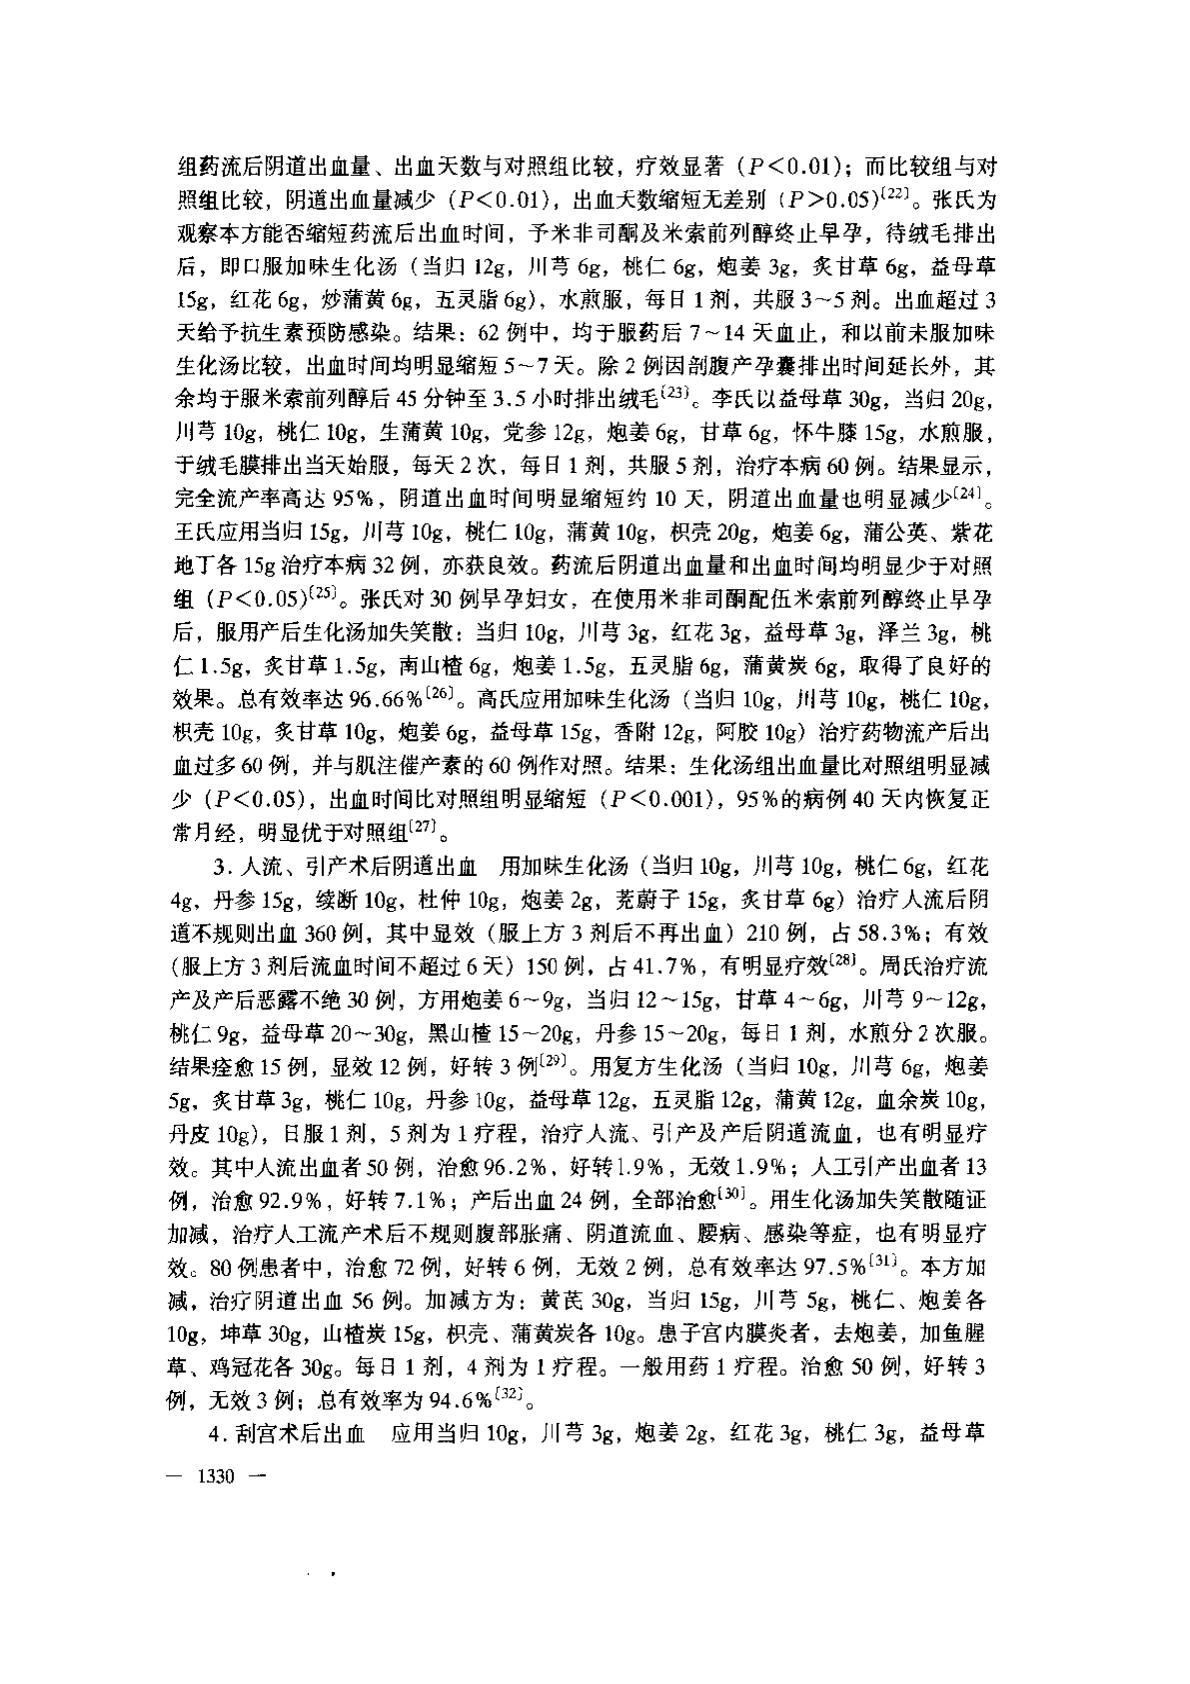 组药流后阴道出血量、出血天数与对照组比较，疗效显著（P＜0.01）；而比较组与对
照组比较，阴道出血量减少（P＜0.01），出血天数缩短无差别（P＞0.05）〔22〕。张氏为
观察本方能否缩短药流后出血时间，予米非司酮及米索前列醇终止早孕，待绒毛排出
后，即口服加味生化汤（当归 12g，川芎 6g，桃仁 6g，炮姜 3g，炙甘草 6g，益母草
15g，红花 6g，炒蒲黄 6g，五灵脂 6g），水煎服，每日 1 剂，共服 3～5 剂。出血超过 3
天给予抗生素预防感染。结果：62 例中，均于服药后 7～14 天血止，和以前未服加味
生化汤比较，出血时间均明显缩短 5～7 天。除 2 例因剖腹产孕囊排出时间延长外，其
余均于服米索前列醇后 45 分钟至 3.5 小时排出绒毛〔23〕。李氏以益母草 30g，当归 20g，
川芎 10g，桃仁 10g，生蒲黄 10g，党参 12g，炮姜 6g，甘草 6g，怀牛膝 15g，水煎服，
于绒毛膜排出当天始服，每天 2 次，每日 1 剂，共服 5 剂，治疗本病 60 例。结果显示，
完全流产率高达 95%，阴道出血时间明显缩短约 10 天，阴道出血量也明显减少〔24〕。
王氏应用当归 15g，川芎 10g，桃仁 10g，蒲黄 10g，枳壳 20g，炮姜 6g，蒲公英、紫花
地丁各 15g 治疗本病 32 例，亦获良效。药流后阴道出血量和出血时间均明显少于对照
组（P＜0.05）〔25〕。张氏对 30 例早孕妇女，在使用米非司酮配伍米索前列醇终止早孕
后，服用产后生化汤加失笑散：当归 10g，川芎 3g，红花 3g，益母草 3g，泽兰 3g，桃
仁 1.5g，炙甘草 1.5g，南山楂 6g，炮姜 1.5g，五灵脂 6g，蒲黄炭 6g，取得了良好的
效果。总有效率达 96.66%〔26〕。高氏应用加味生化汤（当归 10g，川芎 10g，桃仁 10g，
枳壳 10g，炙甘草 10g，炮姜 6g，益母草 15g，香附 12g，阿胶 10g）治疗药物流产后出
血过多 60 例，并与肌注催产素的 60 例作对照。结果：生化汤组出血量比对照组明显减
少（P＜0.05），出血时间比对照组明显缩短（P＜0.001），95%的病例 40 天内恢复正
常月经，明显优于对照组〔27〕。
3. 人流、引产术后阴道出血　用加味生化汤（当归 10g，川芎 10g，桃仁 6g，红花
4g，丹参 15g，续断 10g，杜仲 10g，炮姜 2g，茺蔚子 15g，炙甘草 6g）治疗人流后阴
道不规则出血 360 例，其中显效（服上方 3 剂后不再出血）210 例，占 58.3%；有效
（服上方 3 剂后流血时间不超过 6 天）150 例，占 41.7%，有明显疗效〔28〕。周氏治疗流
产及产后恶露不绝 30 例，方用炮姜 6～9g，当归 12～15g，甘草 4～6g，川芎 9～12g，
桃仁 9g，益母草 20～30g，黑山楂 15～20g，丹参 15～20g，每日 1 剂，水煎分 2 次服。
结果痊愈 15 例，显效 12 例，好转 3 例〔29〕。用复方生化汤（当归 10g，川芎 6g，炮姜
5g，炙甘草 3g，桃仁 10g，丹参 10g，益母草 12g，五灵脂 12g，蒲黄 12g，血余炭 10g，
丹皮 10g），日服 1 剂，5 剂为 1 疗程，治疗人流、引产及产后阴道流血，也有明显疗
效。其中人流出血者 50 例，治愈 96.2%，好转 1.9%，无效 1.9%；人工引产出血者 13
例，治愈 92.9%，好转 7.1%；产后出血 24 例，全部治愈〔30〕。用生化汤加失笑散随证
加减，治疗人工流产术后不规则腹部胀痛、阴道流血、腰病、感染等症，也有明显疗
效。80 例患者中，治愈 72 例，好转 6 例，无效 2 例，总有效率达 97.5%〔31〕。本方加
减，治疗阴道出血 56 例。加减方为：黄芪 30g，当归 15g，川芎 5g，桃仁、炮姜各
10g，坤草 30g，山楂炭 15g，枳壳、蒲黄炭各 10g。患子宫内膜炎者，去炮姜，加鱼腥
草、鸡冠花各 30g。每日 1 剂，4 剂为 1 疗程。一般用药 1 疗程。治愈 50 例，好转 3
例，无效 3 例；总有效率为 94.6%〔32〕。
4. 刮宫术后出血　应用当归 10g，川芎 3g，炮姜 2g，红花 3g，桃仁 3g，益母草
— 1330 —